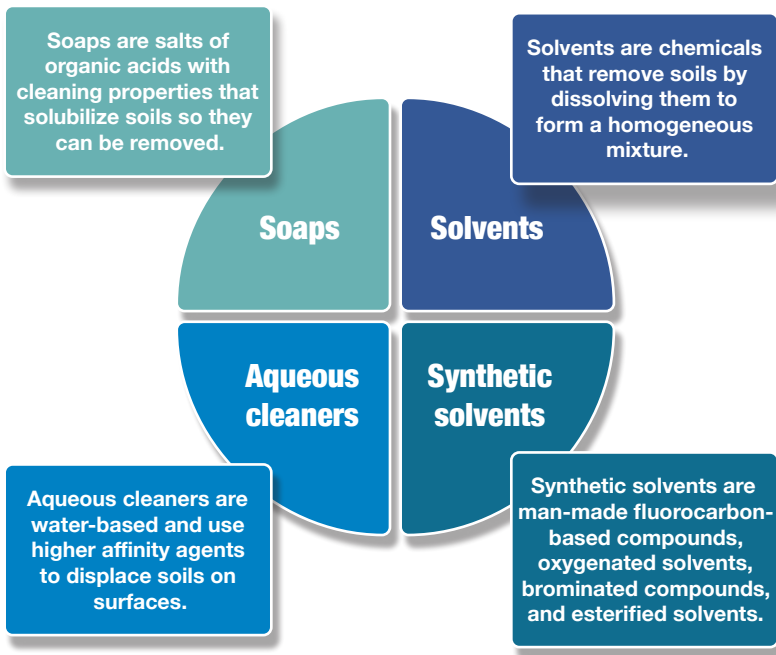 Soaps are salts of
organic acids with
cleaning properties that
solubilize soils so they
can be removed.
Solvents are chemicals
that remove soils by
dissolving them to
form a homogeneous
mixture.
Soaps
Solvents
Aqueous
cleaners
Synthetic
solvents
Aqueous cleaners are
water-based and use
higher affinity agents
to displace soils on
surfaces.
Synthetic solvents are
man-made fluorocarbon-
based compounds,
oxygenated solvents,
brominated compounds,
and esterified solvents.